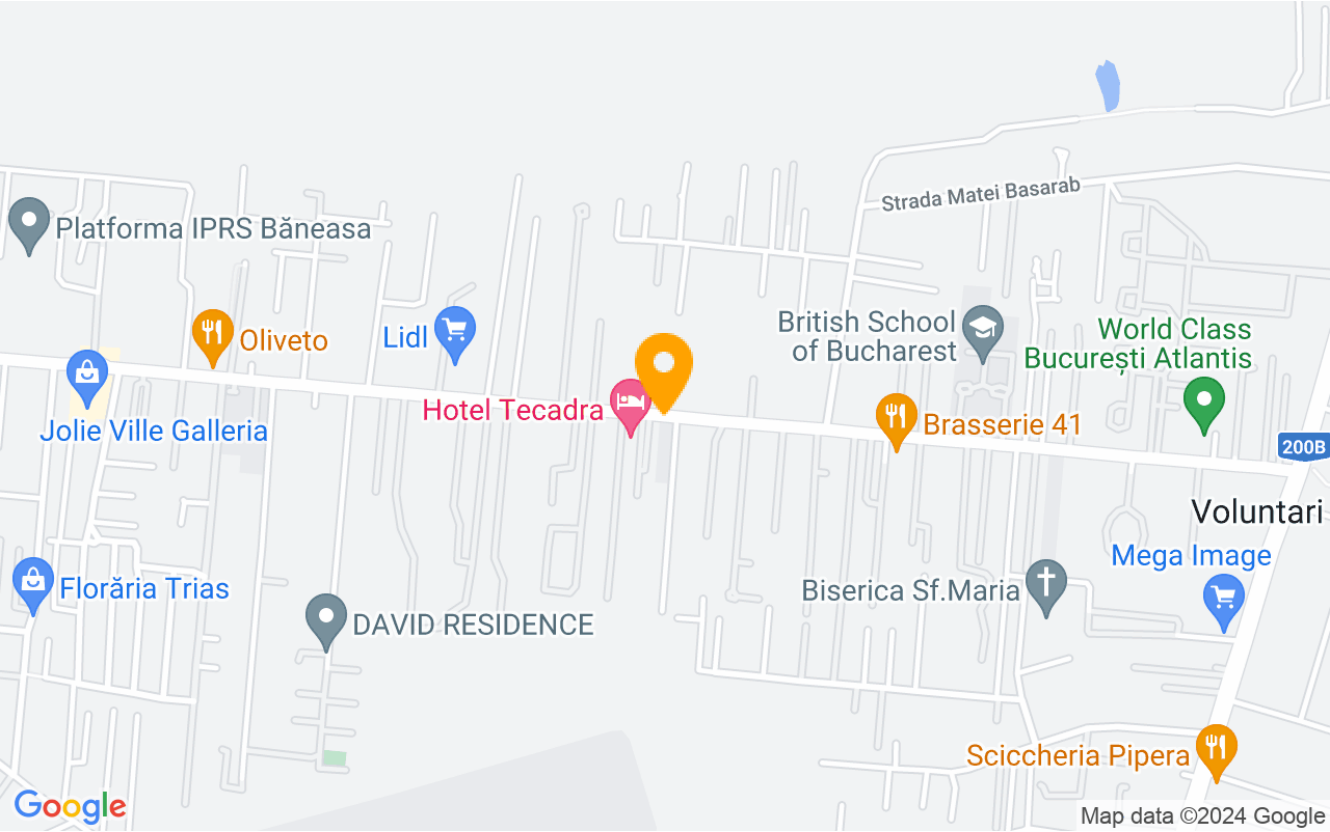 Strada Matei Basarab
Platforma IPRS Băneasa
Oliveto
Lidl
British School
of Bucharest
World Class
București Atlantis
Hotel Tecadra
Brasserie 41
Jolie Ville Galleria
200B
Voluntari
Mega Image
Florăria Trias
Biserica Sf.Maria
DAVID RESIDENCE
Sciccheria Pipera
Google
Map data ©2024 Google